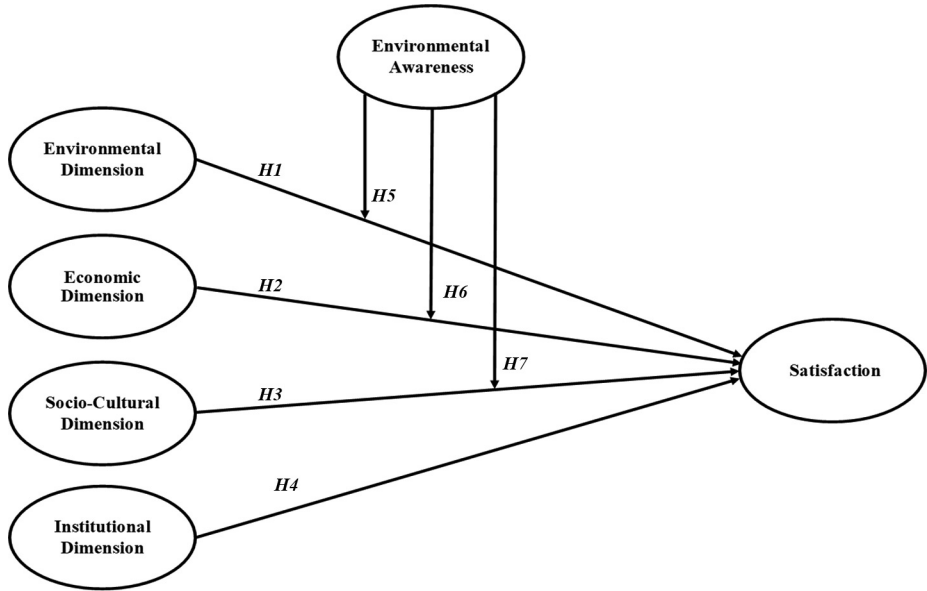 Environmental
Awareness
Environmental
Dimension
H1
H5
Economic
Dimension
H2
H6
H7
Satisfaction
Socio-Cultural
Dimension
H3
H4
Institutional
Dimension